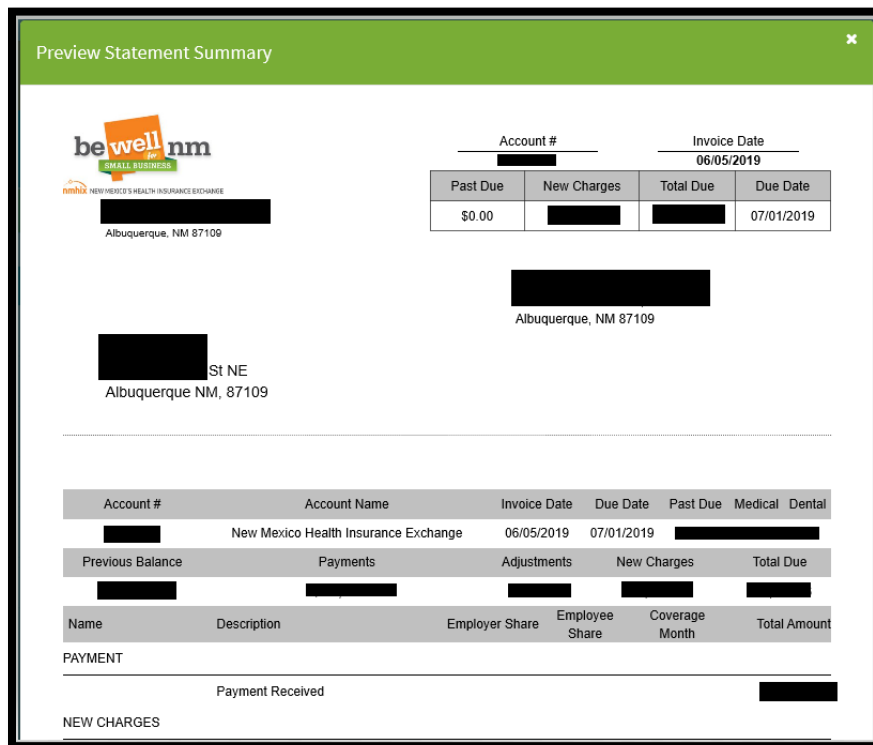 Preview Statement Summary
be well nm
for
SMALL BUSINESS
nmhix NEW MEXICO'S HEALTH INSURANCE EXCHANGE
Albuquerque, NM 87109
Account # Invoice Date
06/05/2019
Past Due New Charges Total Due Due Date
$0.00 07/01/2019
Albuquerque, NM 87109
St NE
Albuquerque NM, 87109
Account # Account Name Invoice Date Due Date Past Due Medical Dental
New Mexico Health Insurance Exchange 06/05/2019 07/01/2019
Previous Balance Payments Adjustments New Charges Total Due
Name Description Employer Share Employee Share Coverage Month Total Amount
PAYMENT
Payment Received
NEW CHARGES